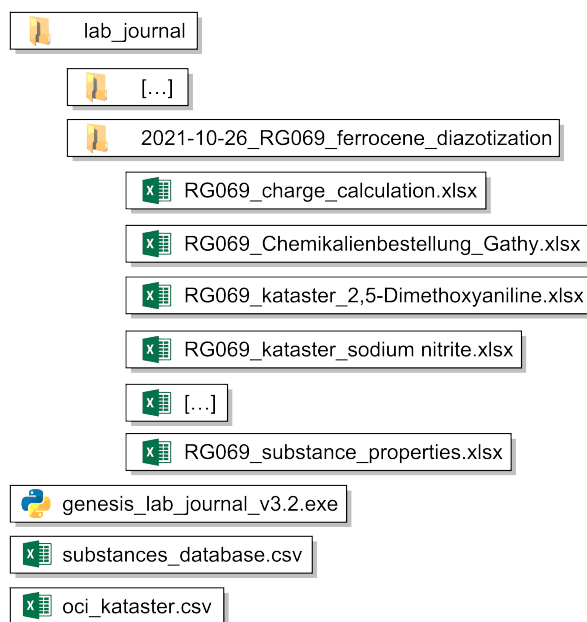 lab_journal
[...]
2021-10-26_RG069_ferrocene_diazotization
RG069_charge_calculation.xlsx
RG069_Chemikalienbestellung_Gathy.xlsx
RG069_kataster_2,5-Dimethoxyaniline.xlsx
RG069_kataster_sodium nitrite.xlsx
[...]
RG069_substance_properties.xlsx
genesis_lab_journal_v3.2.exe
substances_database.csv
oci_kataster.csv